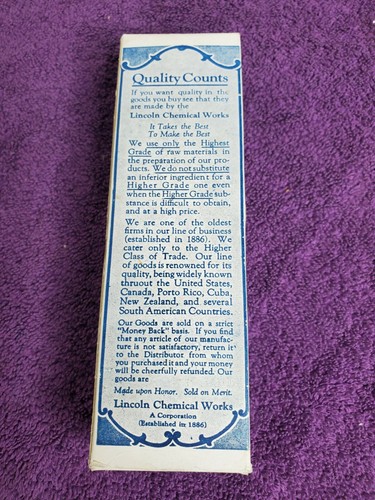 Quality Counts
If you want quality in the
goods you buy see that they
are made by the
Lincoln Chemical Works
It Takes the Best
To Make the Best
We use only the Highest
Grade of raw materials in
the preparation of our pro-
ducts. We do not substitute
an inferior ingredient for a
Higher Grade one even
when the Higher Grade sub-
stance is difficult to obtain,
and at a high price.
We are one of the oldest
firms in our line of business
(established in 1886). We
cater only to the Higher
Class of Trade. Our line
of goods is renowned for its
quality, being widely known
thruout the United States,
Canada, Porto Rico, Cuba,
New Zealand, and several
South American Countries.
Our Goods are sold on a strict
"Money Back" basis. If you find
that any article of our manufac-
ture is not satisfactory, return it
to the Distributor from whom
you purchased it and your money
will be cheerfully refunded. Our
goods are
Made upon Honor. Sold on Merit.
Lincoln Chemical Works
A Corporation
(Established in 1886)